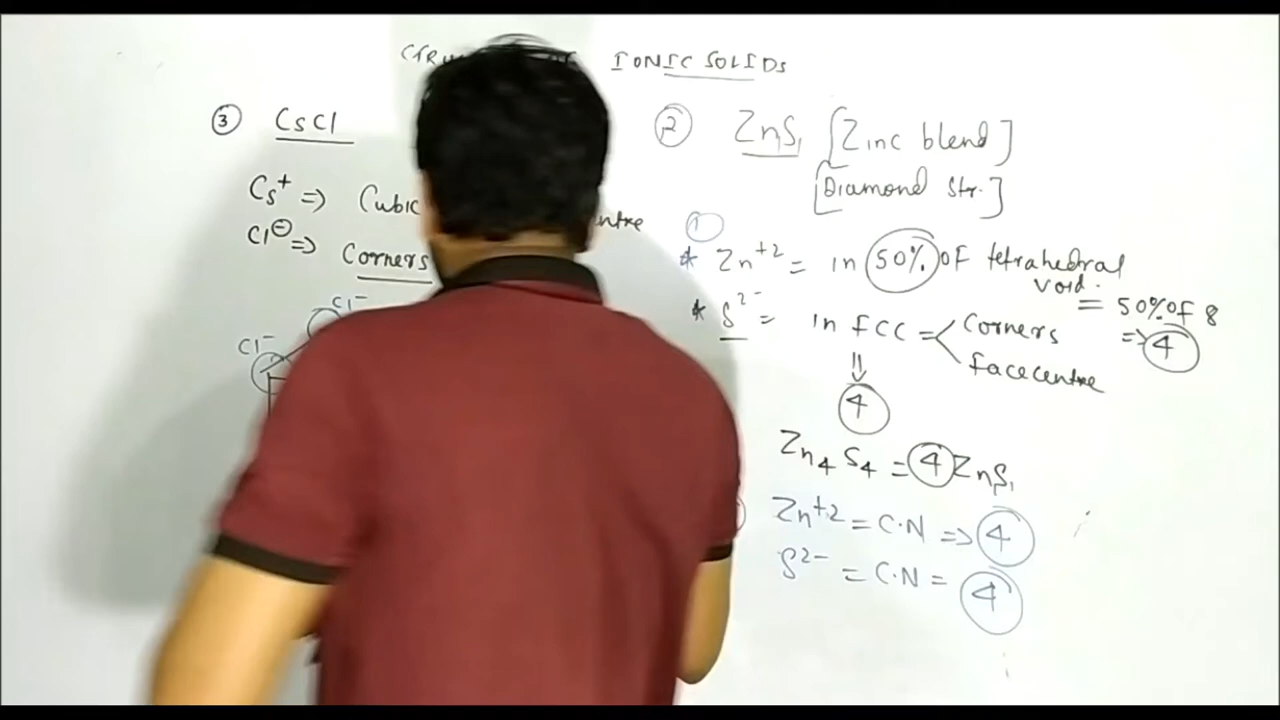 IONIC SOLIDS
③ CsCl
Cs⁺ => Cubic
Cl⊖ => Corners
Cl⁻
Cl⁻
② ZnS, [Zinc blend]
[Diamond Str.]
①
* Zn⁺² = in 50% OF tetrahedral void.
= 50% of 8
=> 4
* S²⁻ = in FCC = < Corners
face centre
⇓
4
Zn₄ S₄ = 4 ZnS,
Zn⁺² = C.N => 4
S²⁻ = C.N = 4